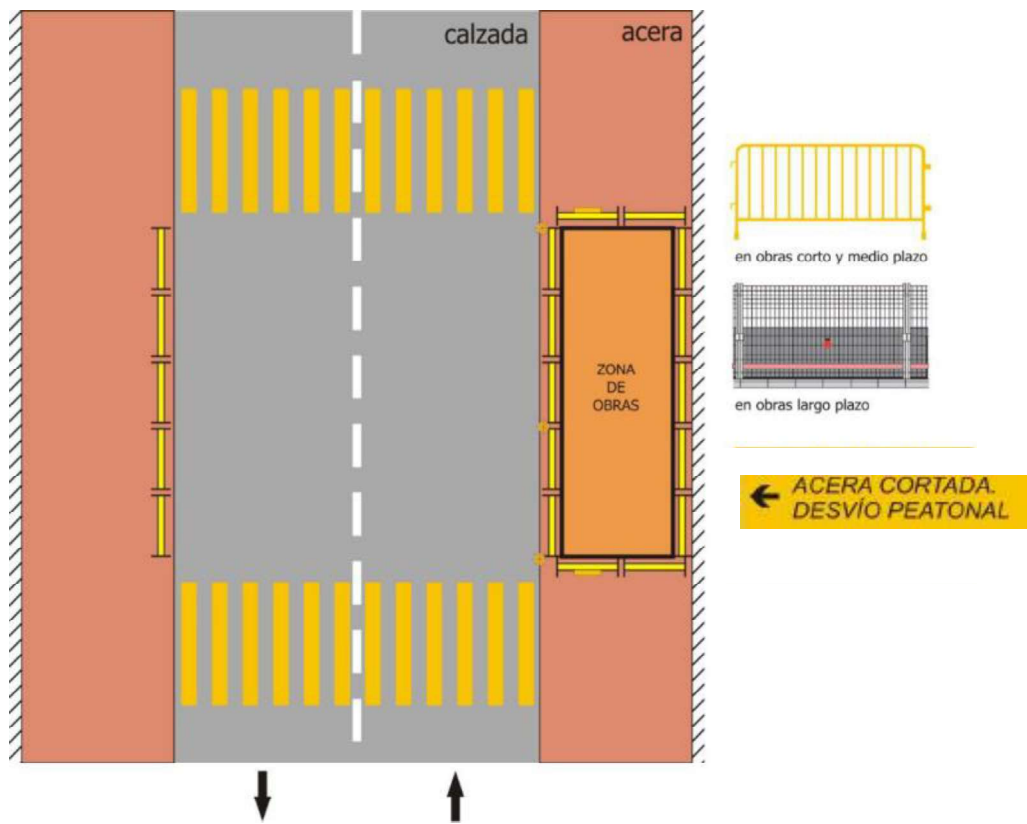 calzada
acera
ZONA
DE
OBRAS
en obras corto y medio plazo
en obras largo plazo
ACERA CORTADA.
DESVÍO PEATONAL